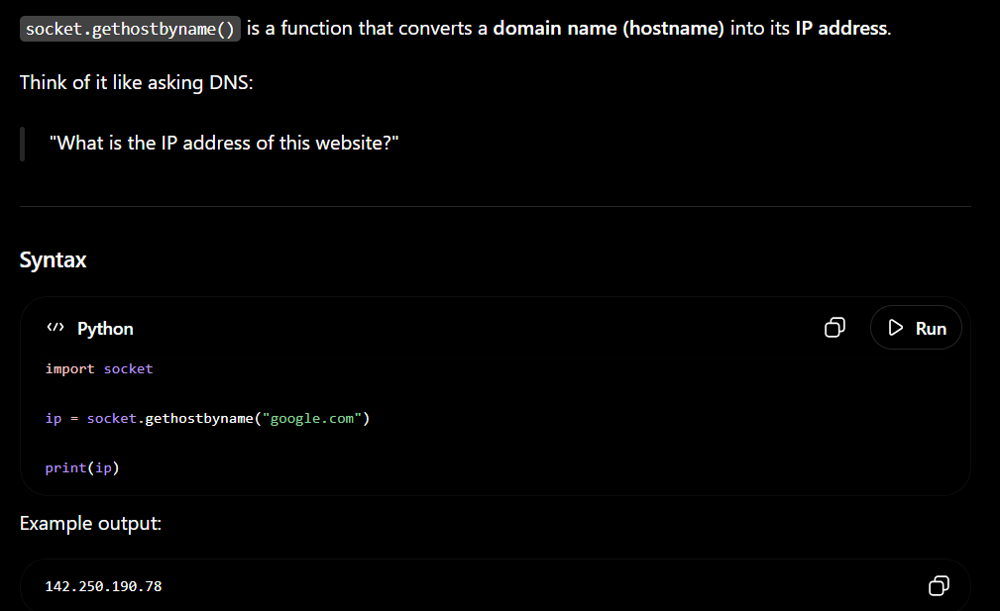 socket.gethostbyname() is a function that converts a domain name (hostname) into its IP address.
Think of it like asking DNS:
"What is the IP address of this website?"
Syntax
</> Python Run
import socket
ip = socket.gethostbyname("google.com")
print(ip)
Example output:
142.250.190.78